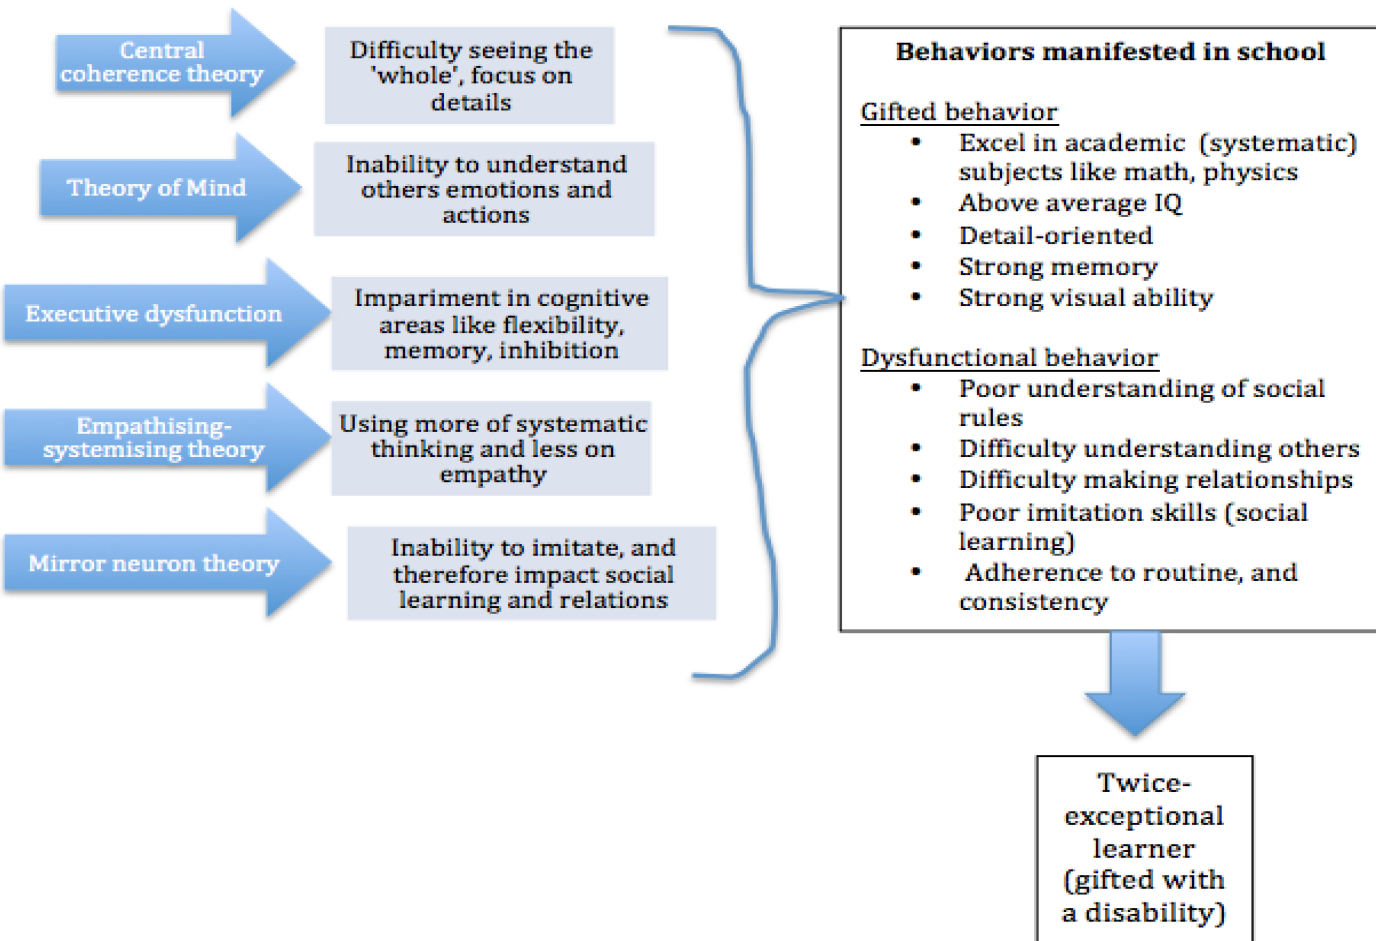 Central
coherence theory
Difficulty seeing the
'whole', focus on
details
Theory of Mind
Inability to understand
others emotions and
actions
Executive dysfunction
Impariment in cognitive
areas like flexibility,
memory, inhibition
Empathising-
systemising theory
Using more of systematic
thinking and less on
empathy
Mirror neuron theory
Inability to imitate, and
therefore impact social
learning and relations
Behaviors manifested in school
Gifted behavior
• Excel in academic (systematic)
subjects like math, physics
• Above average IQ
• Detail-oriented
• Strong memory
• Strong visual ability
Dysfunctional behavior
• Poor understanding of social
rules
• Difficulty understanding others
• Difficulty making relationships
• Poor imitation skills (social
learning)
• Adherence to routine, and
consistency
Twice-
exceptional
learner
(gifted with
a disability)